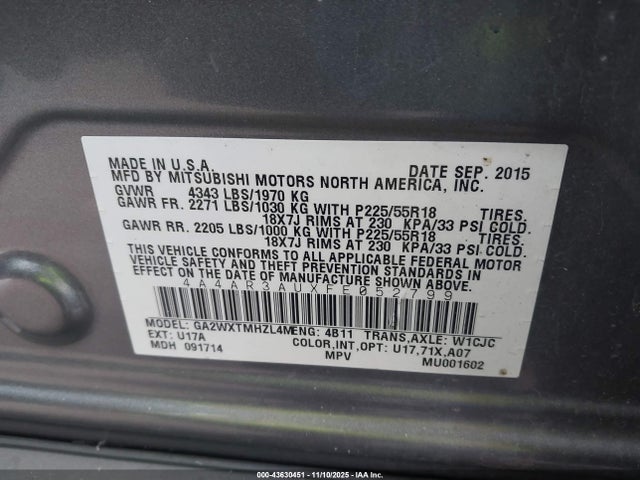 MADE IN U.S.A. DATE SEP. 2015
MFD BY MITSUBISHI MOTORS NORTH AMERICA, INC.
GVWR 4343 LBS/1970 KG
GAWR FR. 2271 LBS/1030 KG WITH P225/55R18 TIRES,
18X7J RIMS AT 230 KPA/33 PSI COLD.
GAWR RR. 2205 LBS/1000 KG WITH P225/55R18 TIRES,
18X7J RIMS AT 230 KPA/33 PSI COLD.
THIS VEHICLE CONFORMS TO ALL APPLICABLE FEDERAL MOTOR
VEHICLE SAFETY AND THEFT PREVENTION STANDARDS IN
EFFECT ON THE DATE OF MANUFACTURE SHOWN ABOVE.
4A4AR3AUXFE052799
MODEL: GA2WXTMHZL4M ENG: 4B11 TRANS,AXLE: W1CJC
EXT: U17A COLOR,INT,OPT: U17,71X,A07
MDH 091714 MPV MU001602
IAA -- 43630451 -- 11/10/2025 -- IAAI.COM